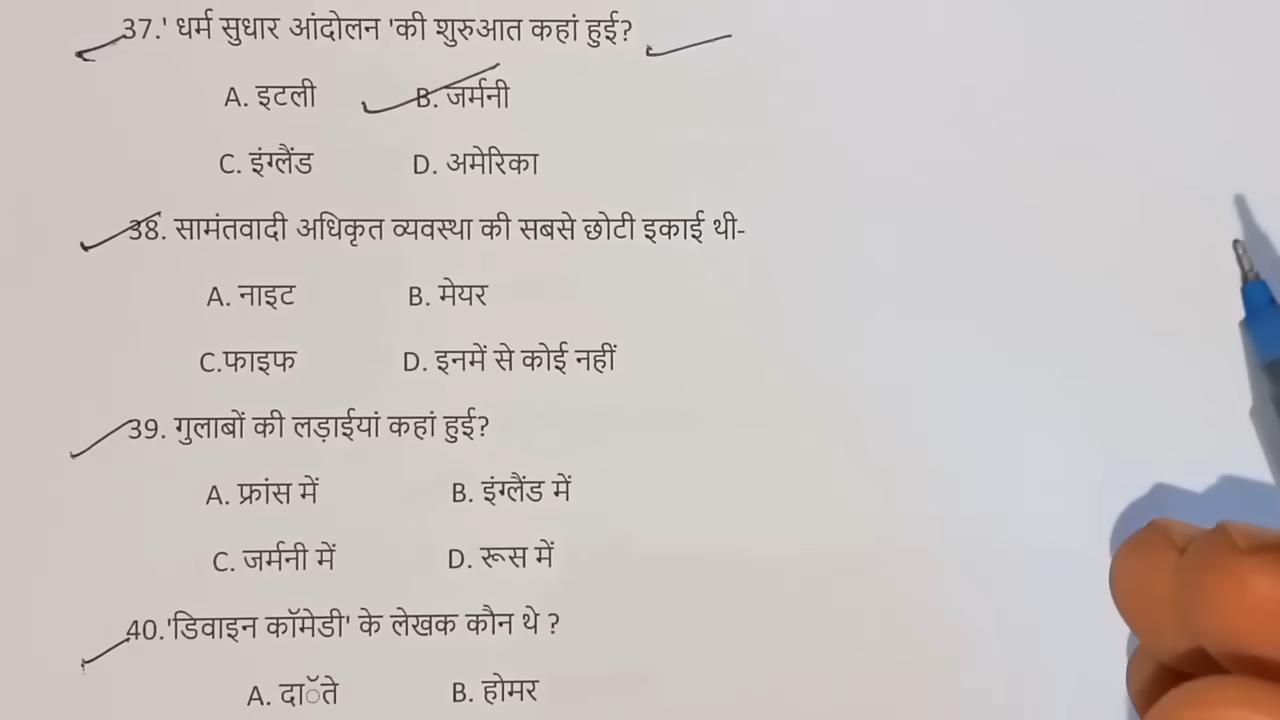 37.' धर्म सुधार आंदोलन 'की शुरुआत कहां हुई?
A. इटली B. जर्मनी
C. इंग्लैंड D. अमेरिका
38. सामंतवादी अधिकृत व्यवस्था की सबसे छोटी इकाई थी-
A. नाइट B. मेयर
C.फाइफ D. इनमें से कोई नहीं
39. गुलाबों की लड़ाईयां कहां हुई?
A. फ्रांस में B. इंग्लैंड में
C. जर्मनी में D. रूस में
40.'डिवाइन कॉमेडी' के लेखक कौन थे ?
A. दाॅते B. होमर